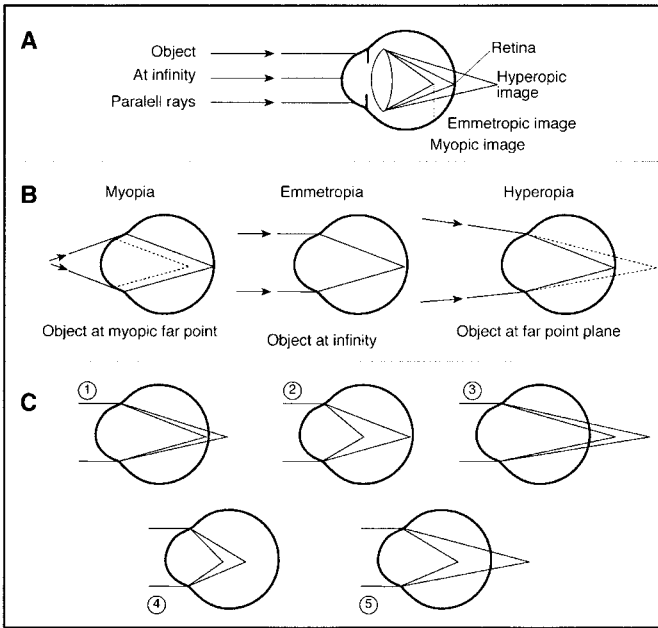 A
Object
At infinity
Paralell rays
Retina
Hyperopic
image
Emmetropic image
Myopic image
B
Myopia
Emmetropia
Hyperopia
Object at myopic far point
Object at infinity
Object at far point plane
C
1
2
3
4
5